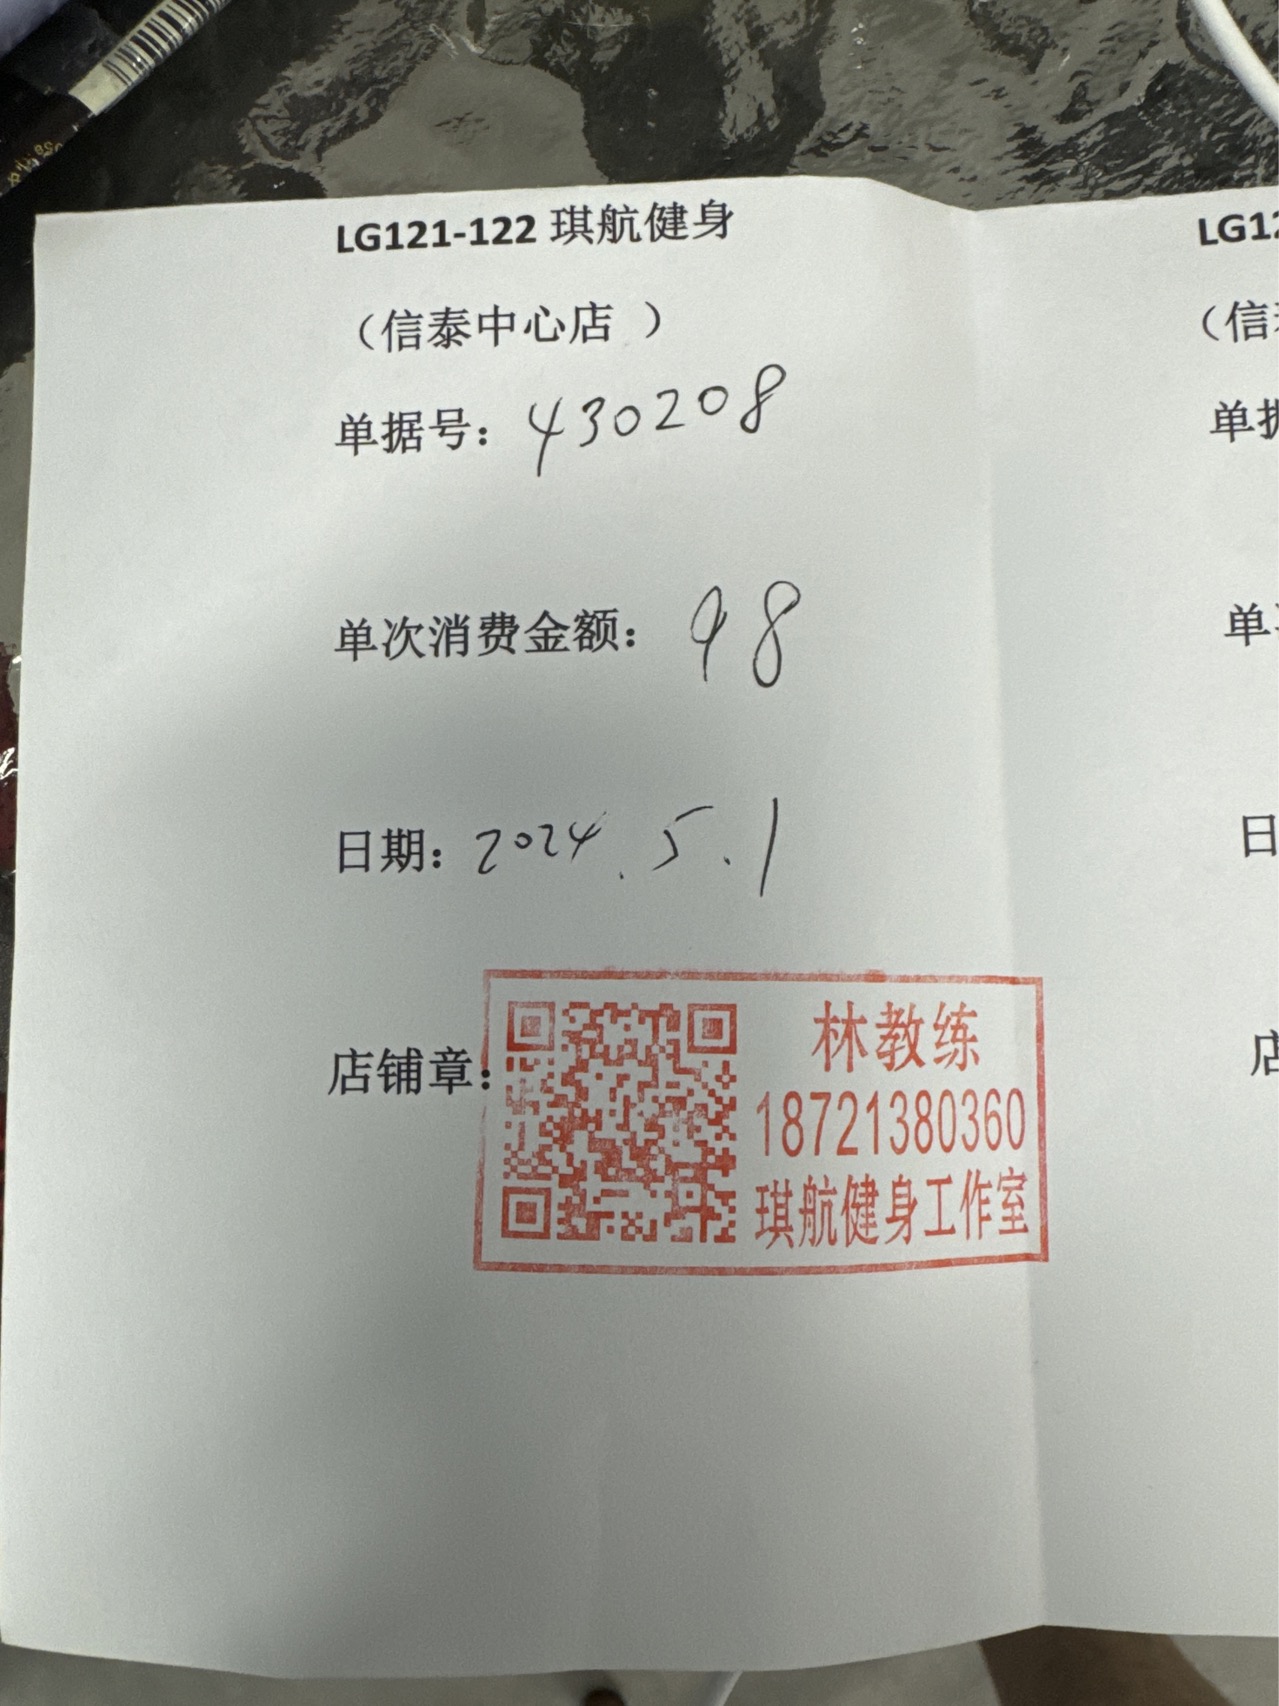 LG121-122 琪航健身
（信泰中心店 ）
单据号：430208
单次消费金额：98
日期：2024.5.1
店铺章：
林教练
18721380360
琪航健身工作室
LG12
（信
单
日
店